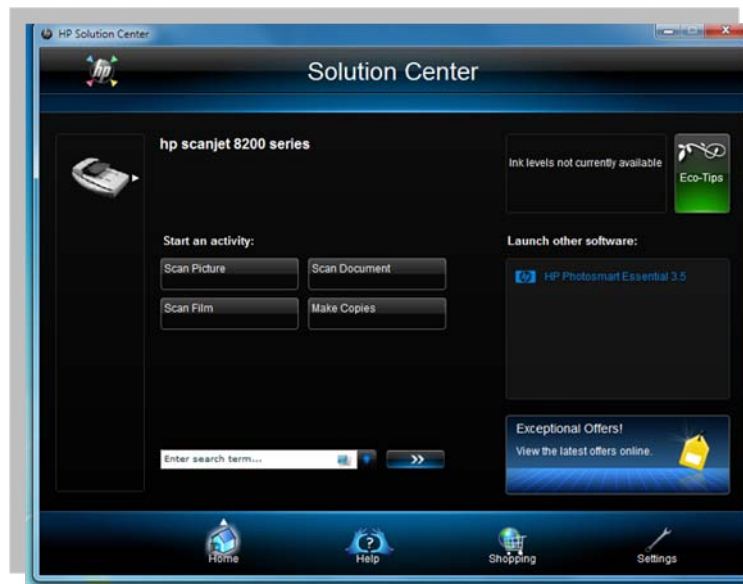 HP Solution Center
hp
Solution Center
hp scanjet 8200 series
Ink levels not currently available
Eco-Tips
Start an activity:
Launch other software:
Scan Picture
Scan Document
hp HP Photosmart Essential 3.5
Scan Film
Make Copies
Exceptional Offers!
View the latest offers online.
Enter search term...
>>
Home
Help
Shopping
Settings